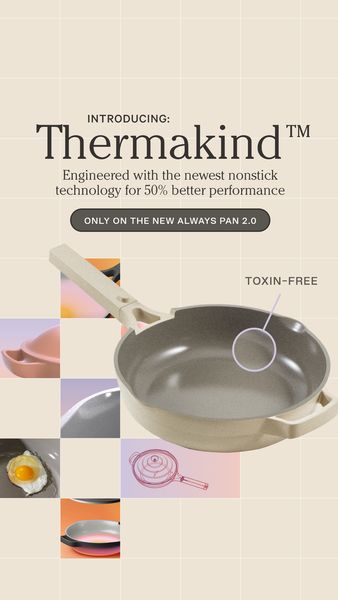 INTRODUCING:
Thermakind™
Engineered with the newest nonstick
technology for 50% better performance
ONLY ON THE NEW ALWAYS PAN 2.0
TOXIN-FREE